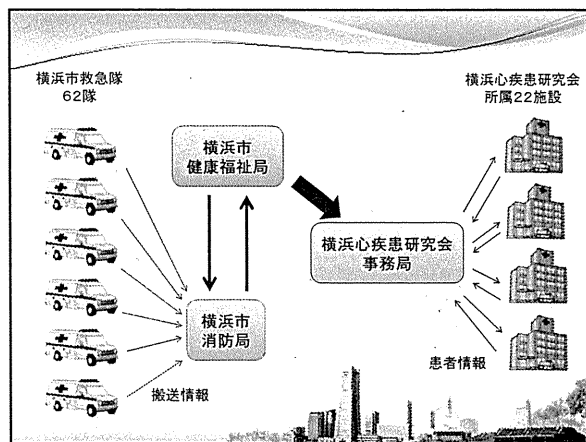 横浜市救急隊
62隊
横浜心疾患研究会
所属22施設
横浜市
健康福祉局
横浜心疾患研究会
事務局
横浜市
消防局
搬送情報
患者情報